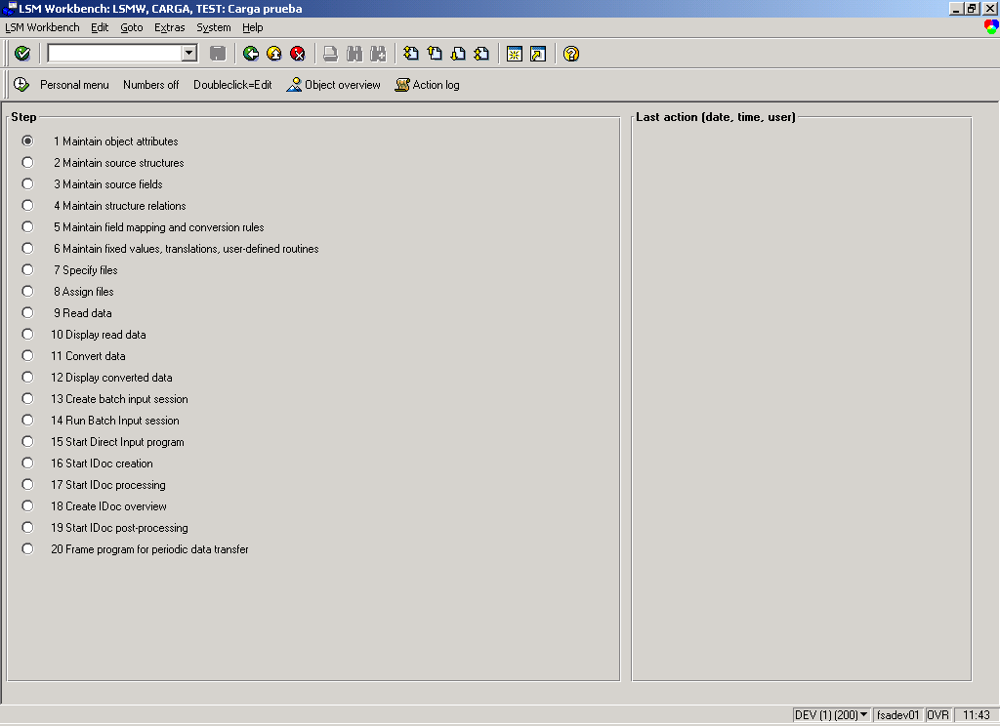 LSM Workbench: LSMW, CARGA, TEST: Carga prueba
LSM Workbench Edit Goto Extras System Help
Personal menu Numbers off Doubleclick=Edit Object overview Action log
Step
Last action (date, time, user)
1 Maintain object attributes
2 Maintain source structures
3 Maintain source fields
4 Maintain structure relations
5 Maintain field mapping and conversion rules
6 Maintain fixed values, translations, user-defined routines
7 Specify files
8 Assign files
9 Read data
10 Display read data
11 Convert data
12 Display converted data
13 Create batch input session
14 Run Batch Input session
15 Start Direct Input program
16 Start IDoc creation
17 Start IDoc processing
18 Create IDoc overview
19 Start IDoc post-processing
20 Frame program for periodic data transfer
DEV (1) (200) fsadev01 OVR 11:43